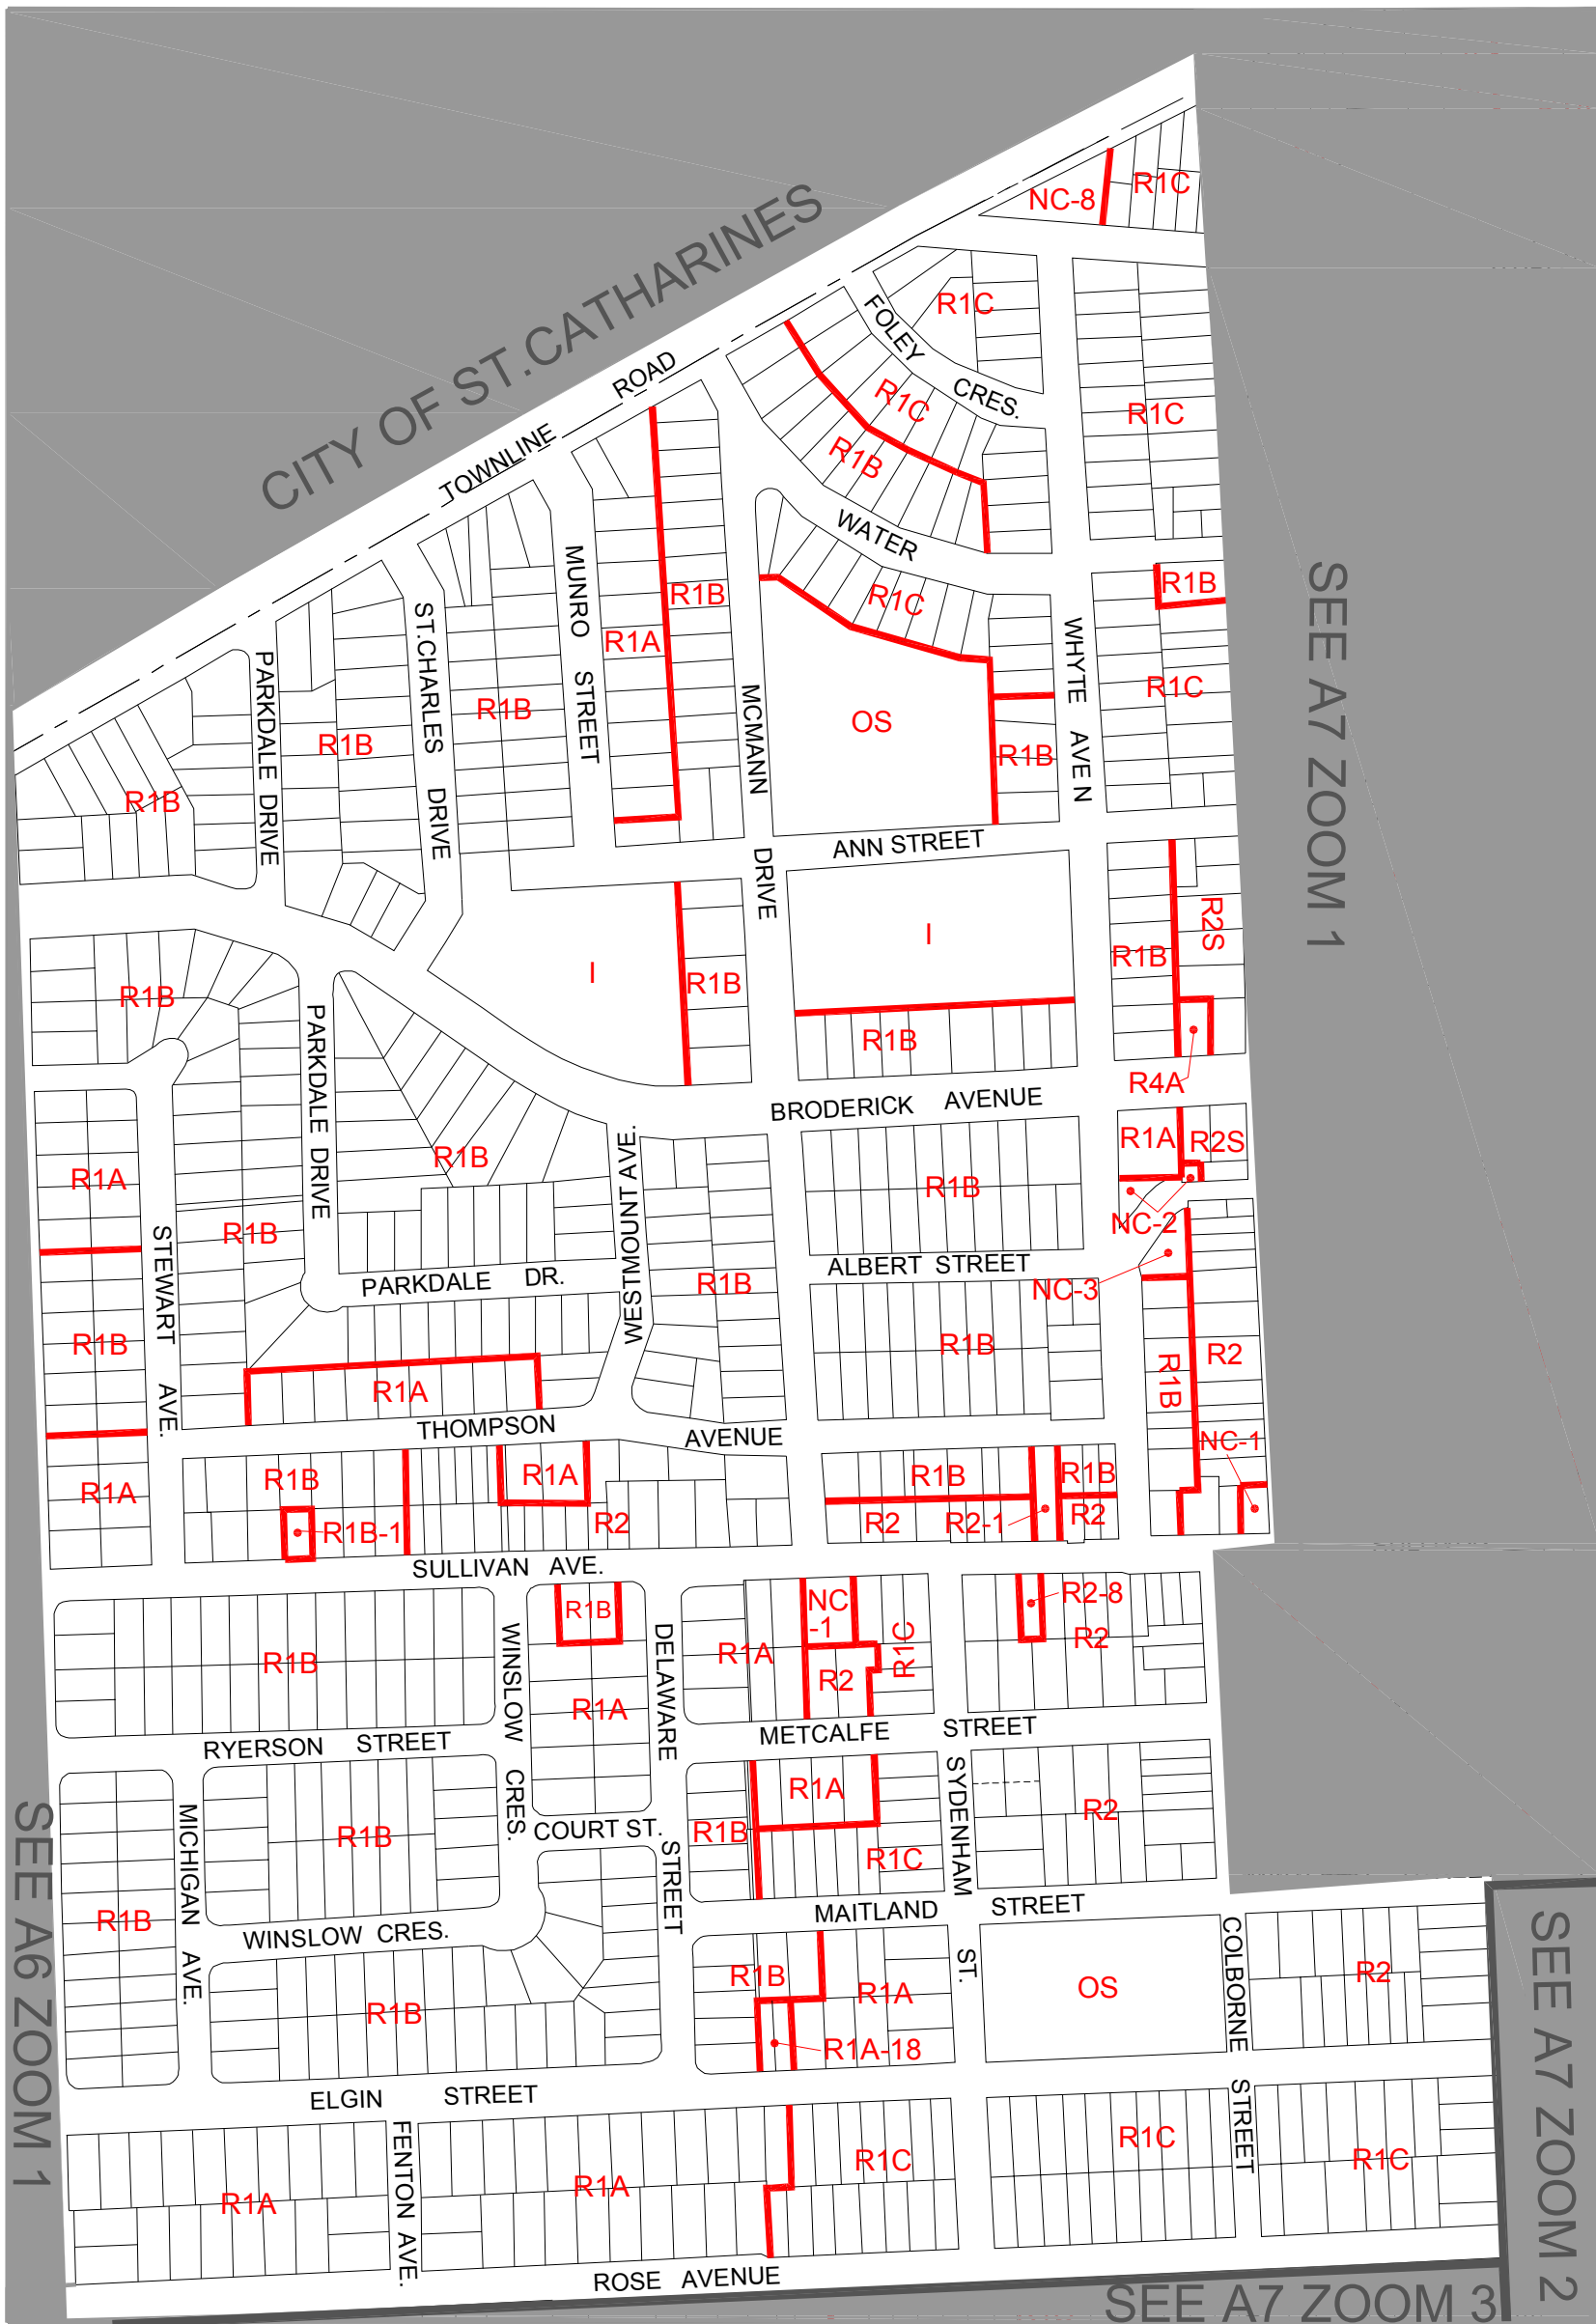 CITY OF ST.CATHARINES
NC-8
R1C
R1C
FOLEY
CRES.
TOWNLINE
ROAD
R1C
R1C
R1B
WATER
MUNRO
STREET
R1B
R1C
R1B
SEE A7 ZOOM 1
ST.CHARLES
DRIVE
R1A
WHYTE
AVE N
PARKDALE
DRIVE
R1B
R1C
MCMANN
DRIVE
OS
R1B
R1B
R1B
ANN STREET
R2S
I
R1B
I
R1B
R1B
PARKDALE DRIVE
R1B
R4A
BRODERICK
AVENUE
WESTMOUNT AVE.
R1A
R2S
R1B
R1A
R1B
NC-2
STEWART
AVE.
R1B
ALBERT
STREET
PARKDALE
DR.
R1B
NC-3
R1B
R1B
R1B
R2
R1A
THOMPSON
AVENUE
NC-1
R1B
R1A
R1B
R1B
R1A
R2
R2
R2-1
R2
R1B-1
SULLIVAN
AVE.
R1B
NC
-1
R2-8
R1B
WINSLOW
CRES.
DELAWARE
STREET
R1A
R1C
R2
R2
R1A
METCALFE
STREET
RYERSON
STREET
SYDENHAM
ST.
R1A
R2
MICHIGAN
AVE.
R1B
COURT ST.
R1B
R1C
SEE A6 ZOOM 1
R1B
MAITLAND
STREET
WINSLOW
CRES.
COLBORNE
STREET
SEE A7 ZOOM 2
R1B
R1A
OS
R2
R1B
R1A-18
ELGIN
STREET
FENTON AVE.
R1C
R1C
R1C
R1A
R1A
ROSE
AVENUE
SEE A7 ZOOM 3